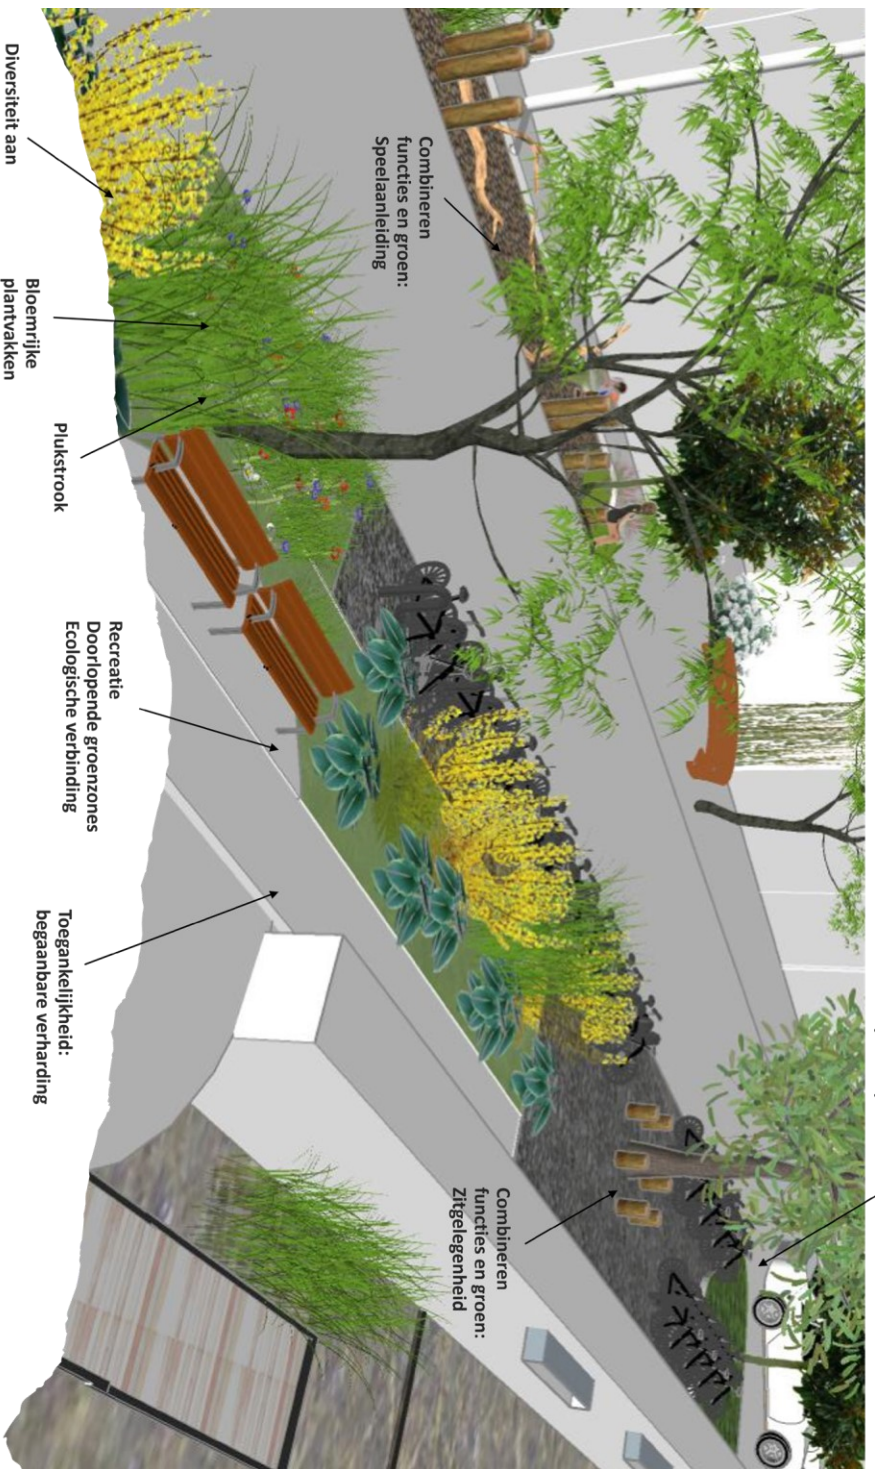 Combineren
functies en groen:
Speelaanleiding
Diversiteit aan
Bloemrijke
plantvakken
Plukstrook
Recreatie
Doorlopende groenzones
Ecologische verbinding
Toegankelijkheid:
begaanbare verharding
Combineren
functies en groen:
Zitgelegenheid